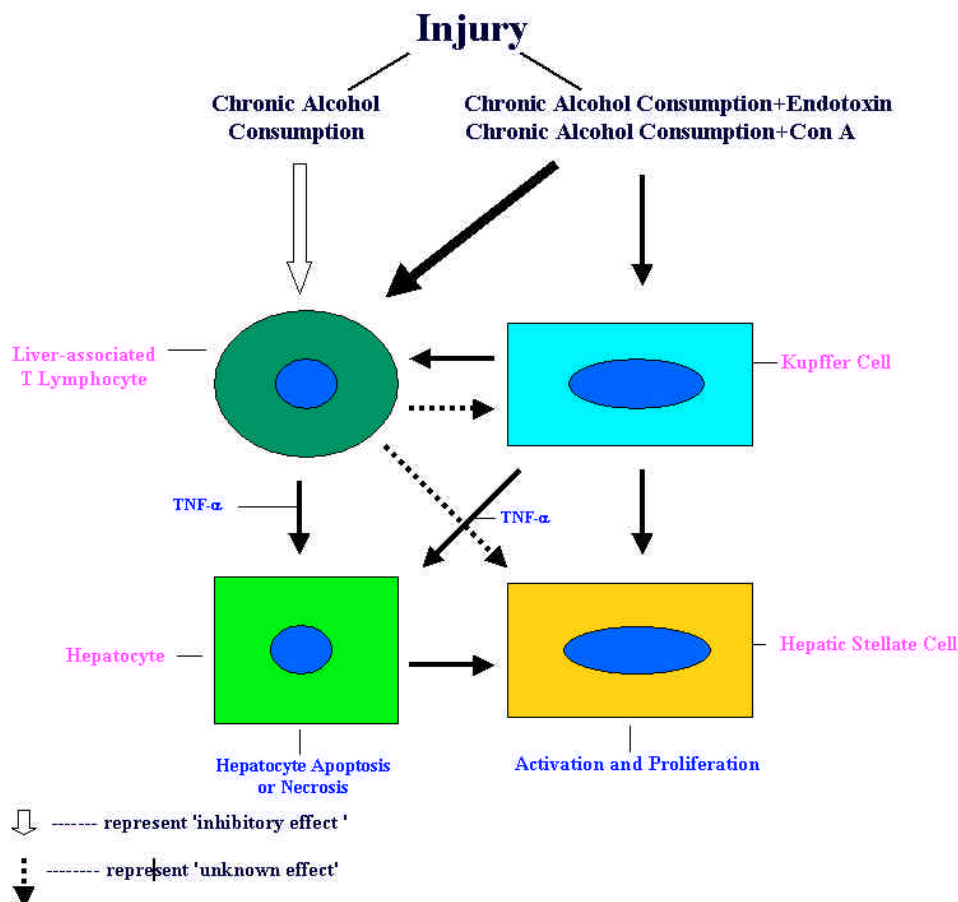 Injury
Chronic Alcohol
Consumption
Chronic Alcohol Consumption+Endotoxin
Chronic Alcohol Consumption+Con A
Liver-associated
T Lymphocyte
Kupffer Cell
TNF-α
TNF-α
Hepatocyte
Hepatic Stellate Cell
Hepatocyte Apoptosis
or Necrosis
Activation and Proliferation
------- represent 'inhibitory effect '
-------- represent 'unknown effect'